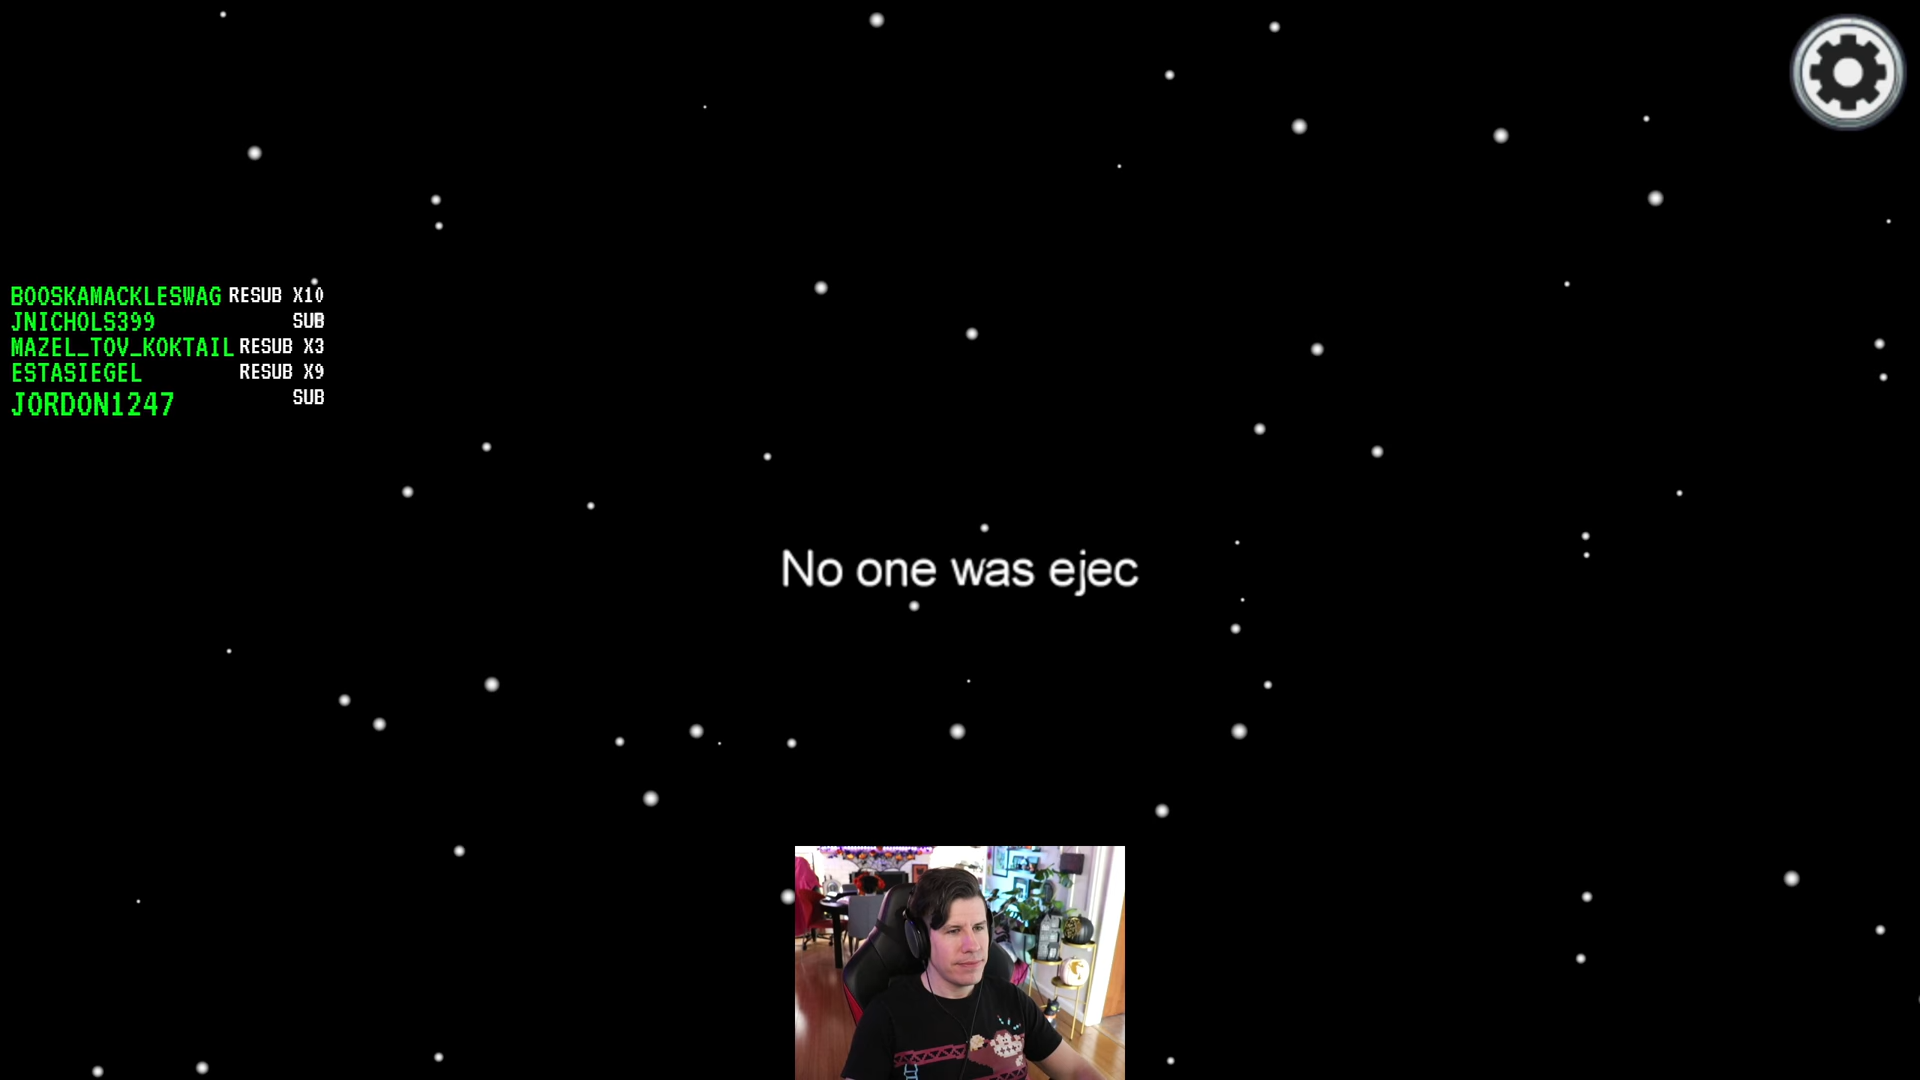 BOOSKAMACKLESWAG RESUB X10
JNICHOLS399 SUB
MAZEL_TOV_KOKTAIL RESUB X3
ESTASIEGEL RESUB X9
JORDON1247 SUB
No one was ejec